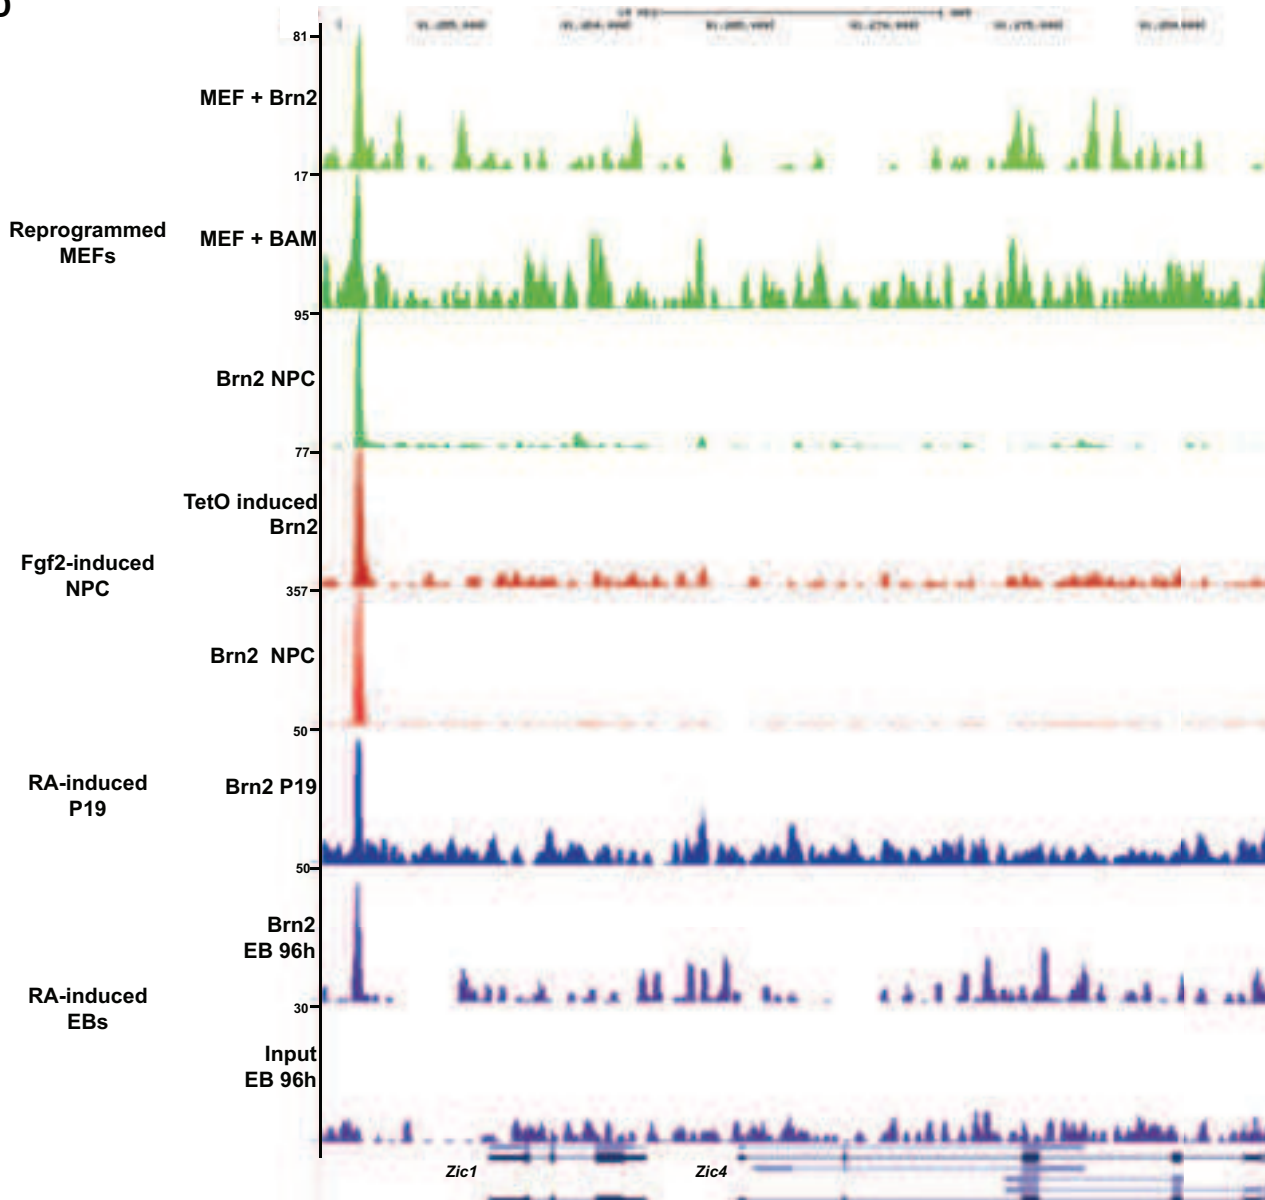 81
MEF + Brn2
17
Reprogrammed
MEFs
MEF + BAM
95
Brn2 NPC
77
TetO induced
Brn2
Fgf2-induced
NPC
357
Brn2 NPC
50
RA-induced
P19
Brn2 P19
50
Brn2
EB 96h
RA-induced
EBs
30
Input
EB 96h
Zic1
Zic4